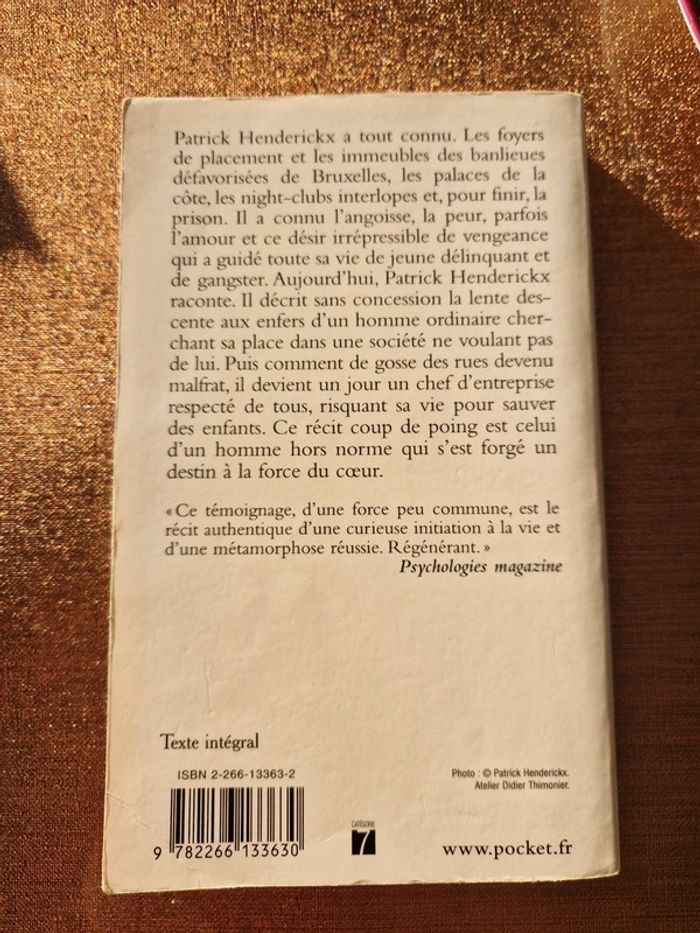 Patrick Henderickx a tout connu. Les foyers
de placement et les immeubles des banlieues
défavorisées de Bruxelles, les palaces de la
côte, les night-clubs interlopes et, pour finir, la
prison. Il a connu l'angoisse, la peur, parfois
l'amour et ce désir irrépressible de vengeance
qui a guidé toute sa vie de jeune délinquant et
de gangster. Aujourd'hui, Patrick Henderickx
raconte. Il décrit sans concession la lente des-
cente aux enfers d'un homme ordinaire cher-
chant sa place dans une société ne voulant pas
de lui. Puis comment de gosse des rues devenu
malfrat, il devient un jour un chef d'entreprise
respecté de tous, risquant sa vie pour sauver
des enfants. Ce récit coup de poing est celui
d'un homme hors norme qui s'est forgé un
destin à la force du cœur.
« Ce témoignage, d'une force peu commune, est le
récit authentique d'une curieuse initiation à la vie et
d'une métamorphose réussie. Régénérant. »
Psychologies magazine
Texte intégral
ISBN 2-266-13363-2
9 782266 133630
CATÉGORIE
7
Photo : © Patrick Henderickx.
Atelier Didier Thimonier.
www.pocket.fr